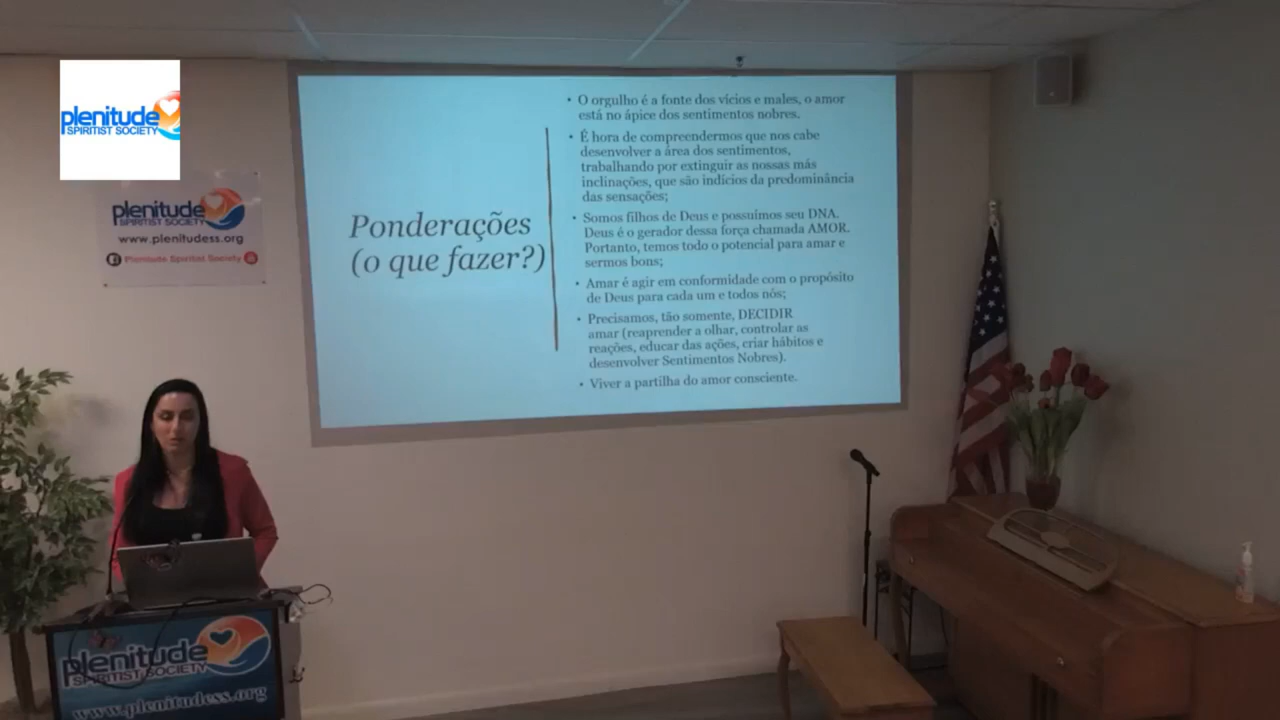 plenitude
SPIRITIST SOCIETY
plenitude
SPIRITIST SOCIETY
www.plenitudess.org
Plenitude Spiritist Society
Ponderações
(o que fazer?)
• O orgulho é a fonte dos vícios e males, o amor
está no ápice dos sentimentos nobres.
• É hora de compreendermos que nos cabe
desenvolver a área dos sentimentos,
trabalhando por extinguir as nossas más
inclinações, que são indícios da predominância
das sensações;
• Somos filhos de Deus e possuimos seu DNA.
Deus é o gerador dessa força chamada AMOR.
Portanto, temos todo o potencial para amar e
sermos bons;
• Amar é agir em conformidade com o propósito
de Deus para cada um e todos nós;
• Precisamos, tão somente, DECIDIR
amar (reaprender a olhar, controlar as
reações, educar das ações, criar hábitos e
desenvolver Sentimentos Nobres).
• Viver a partilha do amor consciente.
plenitude
SPIRITIST SOCIETY
www.plenitudess.org